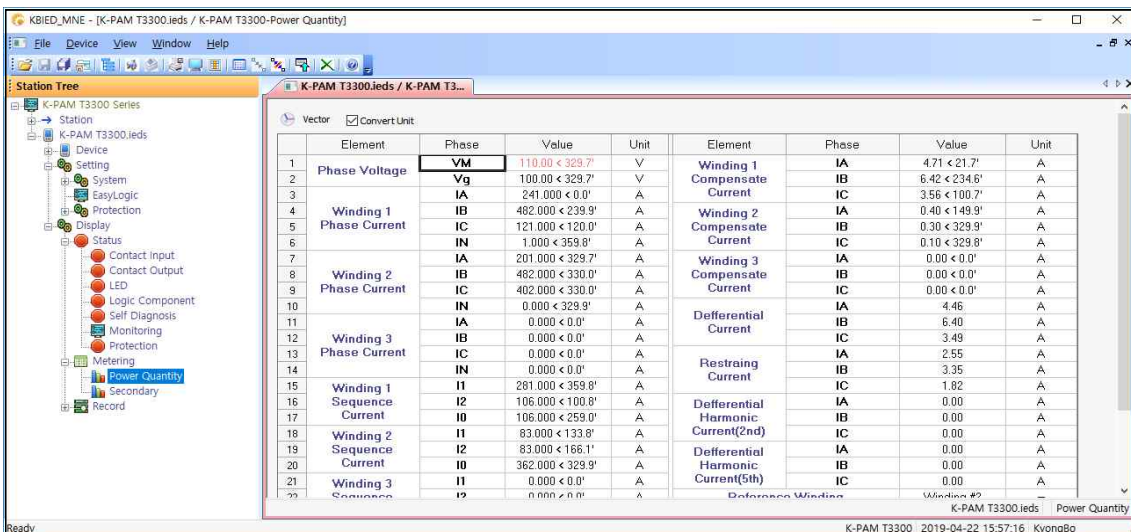 KBIED_MNE - [K-PAM T3300.ieds / K-PAM T3300-Power Quantity]
File Device View Window Help
Station Tree
K-PAM T3300 Series
Station
K-PAM T3300.ieds
Device
Setting
System
EasyLogic
Protection
Display
Status
Contact Input
Contact Output
LED
Logic Component
Self Diagnosis
Monitoring
Protection
Metering
Power Quantity
Secondary
Record
K-PAM T3300.ieds / K-PAM T3...
Vector Convert Unit
Element Phase Value Unit Element Phase Value Unit
Phase Voltage
Winding 1
Compensate
Current
1 VM 110.00 < 329.7' V IA 4.71 < 21.7' A
2 Vg 100.00 < 329.7' V IB 6.42 < 234.6' A
3 IA 241.000 < 0.0' A IC 3.56 < 100.7' A
Winding 1
Phase Current
Winding 2
Compensate
Current
4 IB 482.000 < 239.9' A IA 0.40 < 149.9' A
5 IC 121.000 < 120.0' A IB 0.30 < 329.9' A
6 IN 1.000 < 359.8' A IC 0.10 < 329.8' A
Winding 2
Phase Current
Winding 3
Compensate
Current
7 IA 201.000 < 329.7' A IA 0.00 < 0.0' A
8 IB 482.000 < 330.0' A IB 0.00 < 0.0' A
9 IC 402.000 < 330.0' A IC 0.00 < 0.0' A
Defferential
Current
10 IN 0.000 < 329.9' A IA 4.46 A
Winding 3
Phase Current
11 IA 0.000 < 0.0' A IB 6.40 A
12 IB 0.000 < 0.0' A IC 3.49 A
Restraing
Current
13 IC 0.000 < 0.0' A IA 2.55 A
14 IN 0.000 < 0.0' A IB 3.35 A
Winding 1
Sequence
Current
15 I1 281.000 < 359.8' A IC 1.82 A
Defferential
Harmonic
Current(2nd)
16 I2 106.000 < 100.8' A IA 0.00 A
17 I0 106.000 < 259.0' A IB 0.00 A
Winding 2
Sequence
Current
18 I1 83.000 < 133.8' A IC 0.00 A
Defferential
Harmonic
Current(5th)
19 I2 83.000 < 166.1' A IA 0.00 A
20 I0 362.000 < 329.9' A IB 0.00 A
Winding 3
Sequence
21 I1 0.000 < 0.0' A IC 0.00 A
22 I2 0.000 < 0.0' A Reference Winding Winding #2 –
K-PAM T3300.ieds Power Quantity
Ready K-PAM T3300 2019-04-22 15:57:16 KyongBo